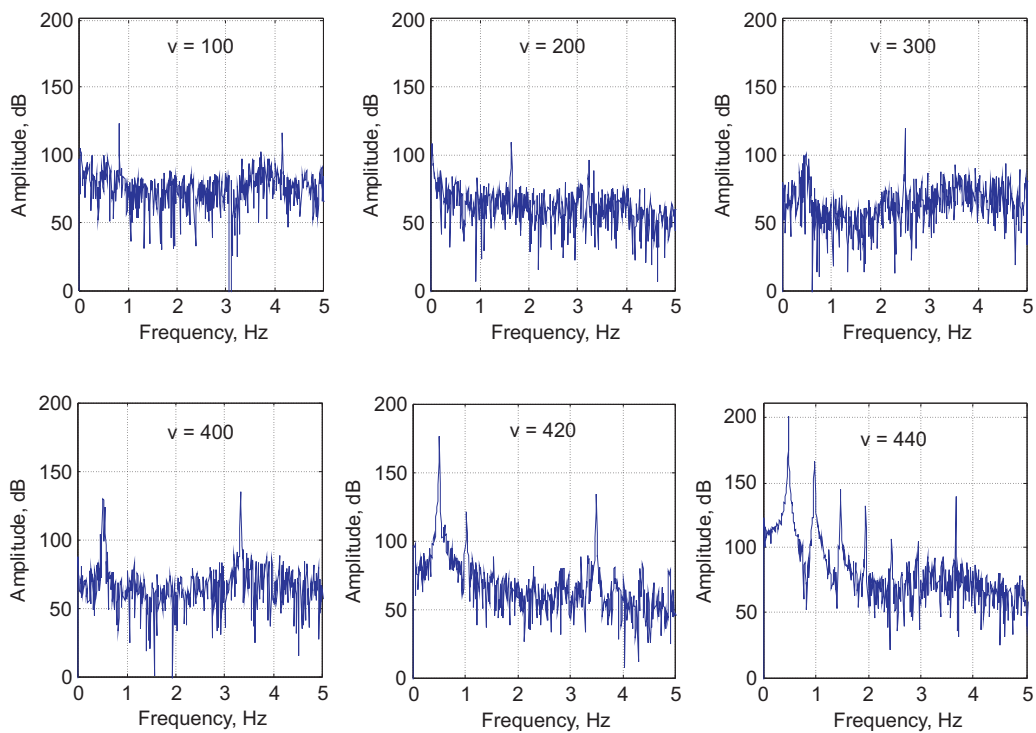 v = 100
Amplitude, dB
200
150
100
50
0
0 1 2 3 4 5
Frequency, Hz
v = 200
Amplitude, dB
200
150
100
50
0
0 1 2 3 4 5
Frequency, Hz
v = 300
Amplitude, dB
200
150
100
50
0
0 1 2 3 4 5
Frequency, Hz
v = 400
Amplitude, dB
200
150
100
50
0
0 1 2 3 4 5
Frequency, Hz
v = 420
Amplitude, dB
200
150
100
50
0
0 1 2 3 4 5
Frequency, Hz
v = 440
Amplitude, dB
200
150
100
50
0
0 1 2 3 4 5
Frequency, Hz